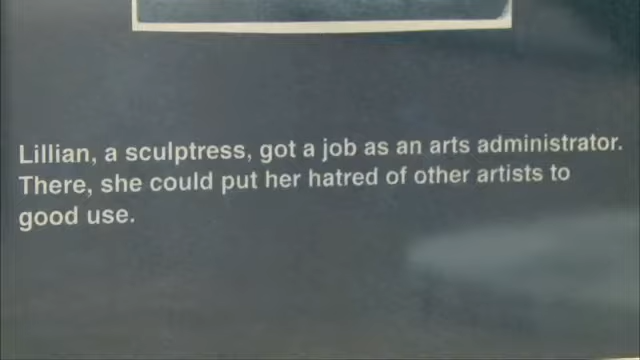 Lillian, a sculptress, got a job as an arts administrator.
There, she could put her hatred of other artists to
good use.